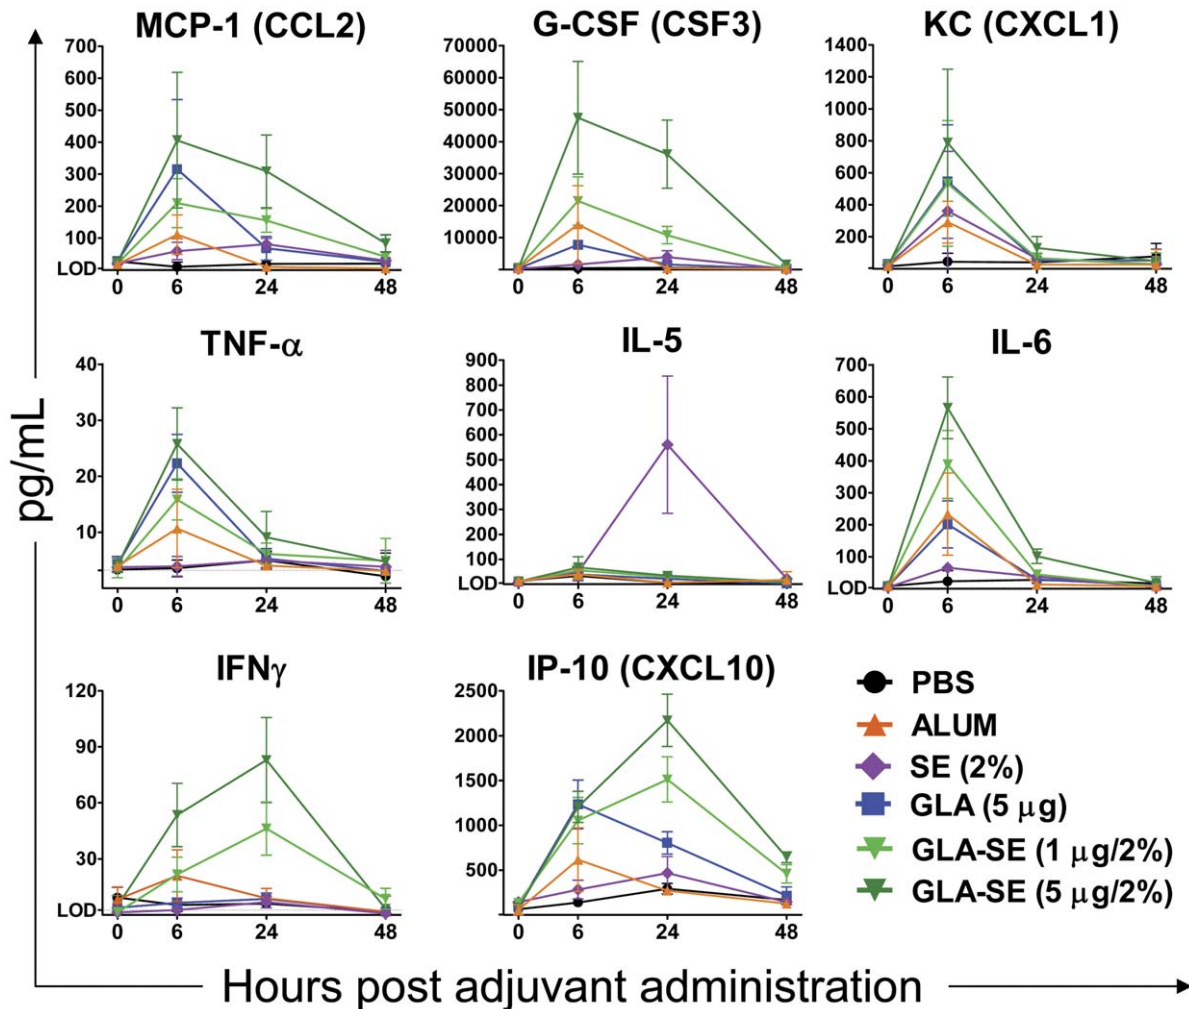 MCP-1 (CCL2)
700
600
500
400
300
200
100
LOD
0 6 24 48
G-CSF (CSF3)
70000
60000
50000
40000
30000
20000
10000
0 6 24 48
KC (CXCL1)
1400
1200
1000
800
600
400
200
0 6 24 48
TNF-α
40
30
20
10
0 6 24 48
IL-5
900
800
700
600
500
400
300
200
100
LOD
0 6 24 48
IL-6
700
600
500
400
300
200
100
LOD
0 6 24 48
IFNγ
120
90
60
30
LOD
0 6 24 48
IP-10 (CXCL10)
2500
2000
1500
1000
500
0 6 24 48
PBS
ALUM
SE (2%)
GLA (5 μg)
GLA-SE (1 μg/2%)
GLA-SE (5 μg/2%)
pg/mL
Hours post adjuvant administration